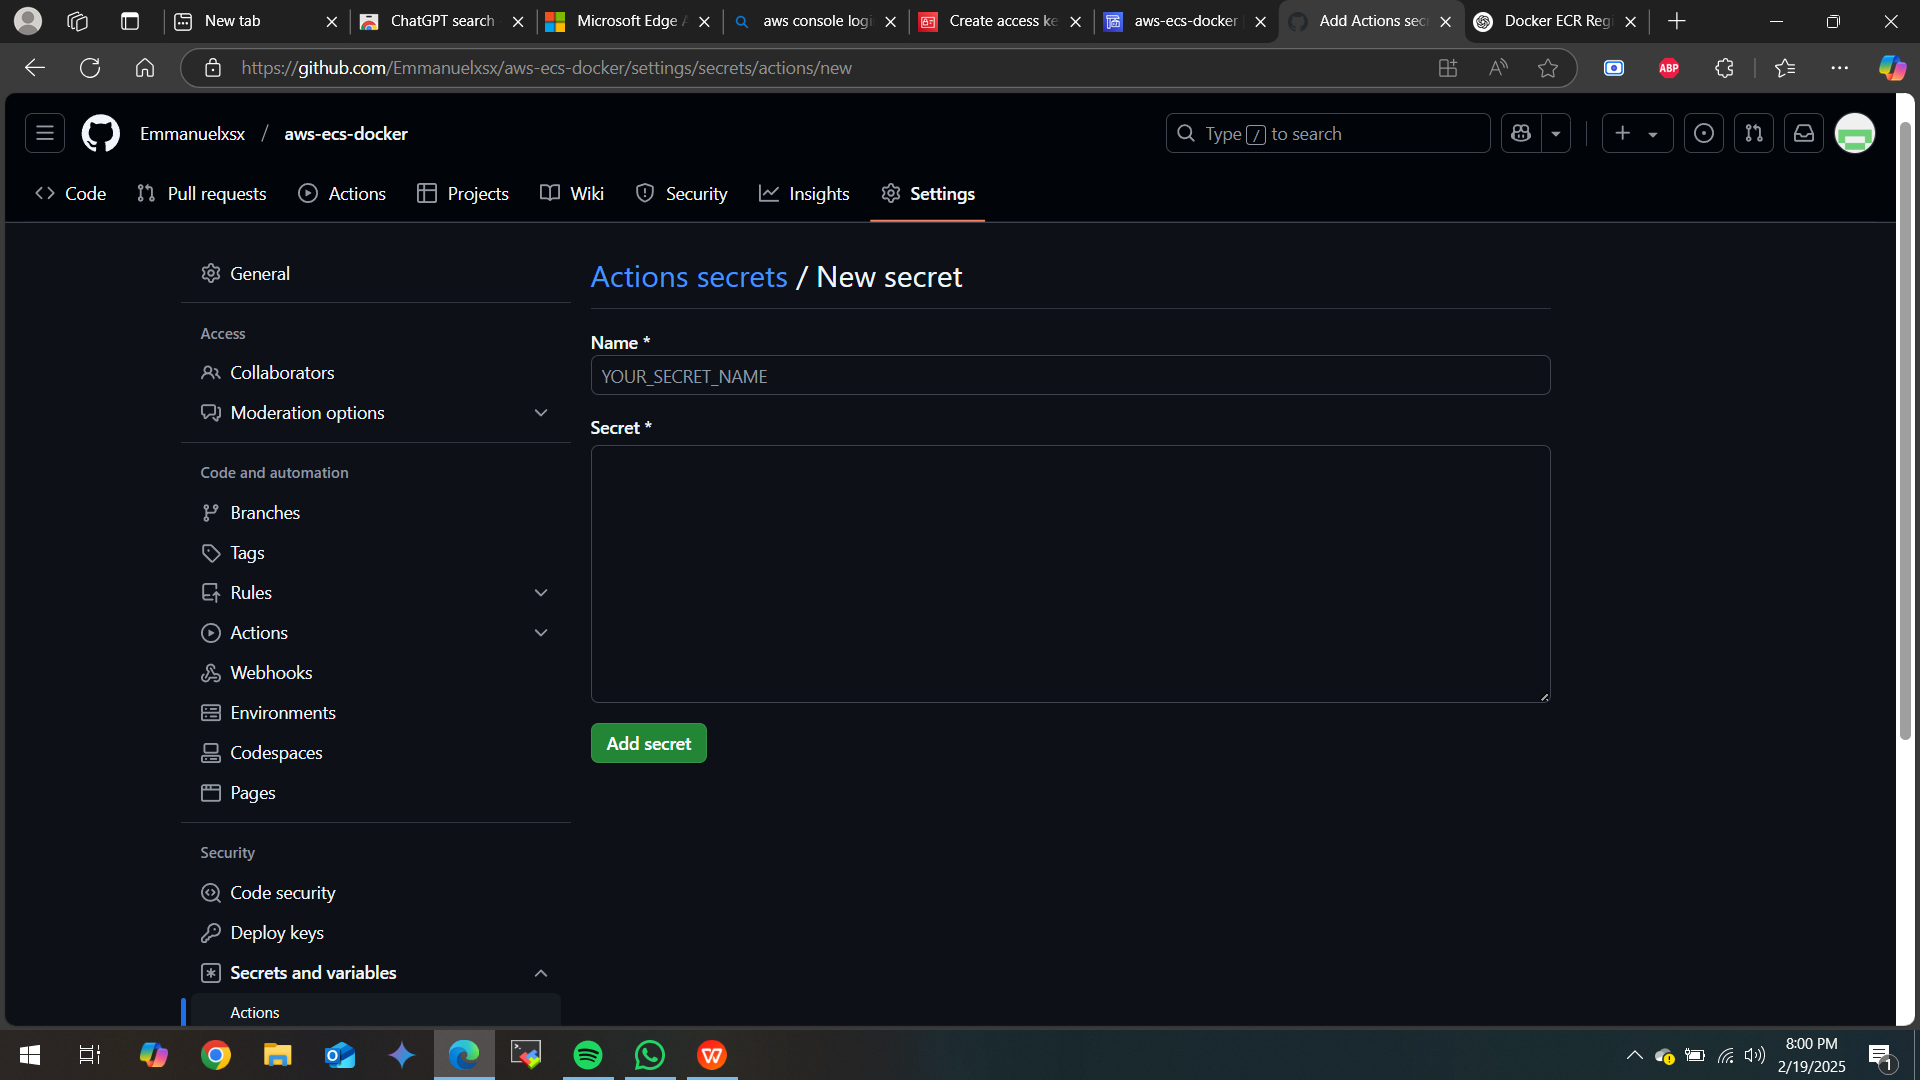 New tab
ChatGPT search
Microsoft Edge
aws console logi
Create access ke
aws-ecs-docker
Add Actions sec
Docker ECR Reg
https://github.com/Emmanuelxsx/aws-ecs-docker/settings/secrets/actions/new
ABP
Emmanuelxsx / aws-ecs-docker
Type / to search
Code
Pull requests
Actions
Projects
Wiki
Security
Insights
Settings
General
Access
Collaborators
Moderation options
Code and automation
Branches
Tags
Rules
Actions
Webhooks
Environments
Codespaces
Pages
Security
Code security
Deploy keys
Secrets and variables
Actions
Actions secrets / New secret
Name *
YOUR_SECRET_NAME
Secret *
Add secret
8:00 PM
2/19/2025
1